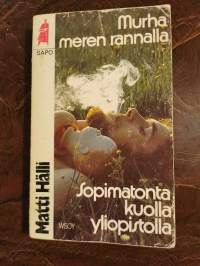 SAPO
Murha
meren rannalla
Matti Hälli
Sopimatonta
kuolla
yliopistolla
WSOY